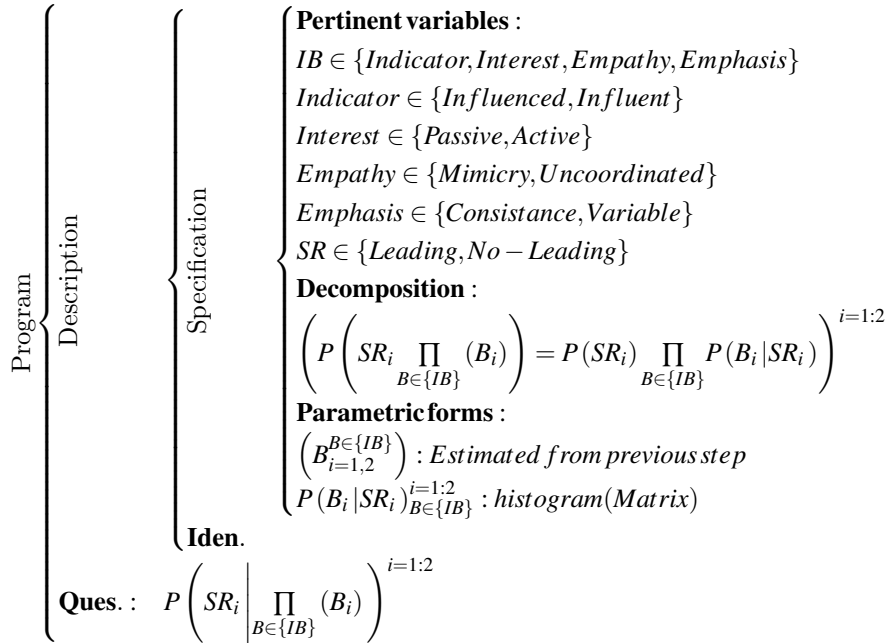 Program
Description
Specification
Pertinent variables :
IB ∈ {Indicator, Interest, Empathy, Emphasis}
Indicator ∈ {Influenced, Influent}
Interest ∈ {Passive, Active}
Empathy ∈ {Mimicry, Uncoordinated}
Emphasis ∈ {Consistance, Variable}
SR ∈ {Leading, No − Leading}
Decomposition :
(P (SR_i ∏_{B∈{IB}} (B_i)) = P(SR_i) ∏_{B∈{IB}} P(B_i|SR_i))^{i=1:2}
Parametric forms :
(B_{i=1,2}^{B∈{IB}}) : Estimated from previous step
P(B_i|SR_i)_{B∈{IB}}^{i=1:2} : histogram(Matrix)
Iden.
Ques. : P (SR_i | ∏_{B∈{IB}} (B_i))^{i=1:2}